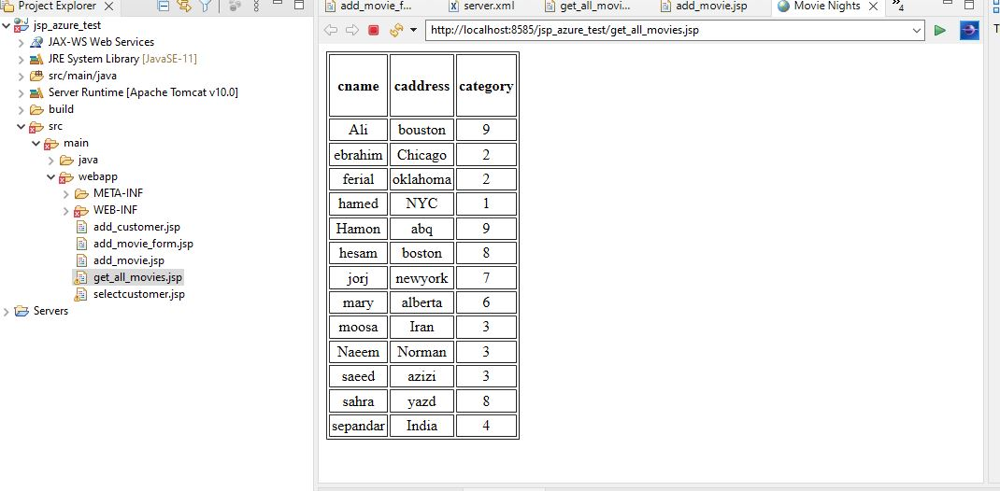 Project Explorer
jsp_azure_test
JAX-WS Web Services
JRE System Library [JavaSE-11]
src/main/java
Server Runtime [Apache Tomcat v10.0]
build
src
main
java
webapp
META-INF
WEB-INF
add_customer.jsp
add_movie_form.jsp
add_movie.jsp
get_all_movies.jsp
selectcustomer.jsp
Servers
add_movie_f... server.xml get_all_movi... add_movie.jsp Movie Nights »4
http://localhost:8585/jsp_azure_test/get_all_movies.jsp
cname caddress category
Ali bouston 9
ebrahim Chicago 2
ferial oklahoma 2
hamed NYC 1
Hamon abq 9
hesam boston 8
jorj newyork 7
mary alberta 6
moosa Iran 3
Naeem Norman 3
saeed azizi 3
sahra yazd 8
sepandar India 4